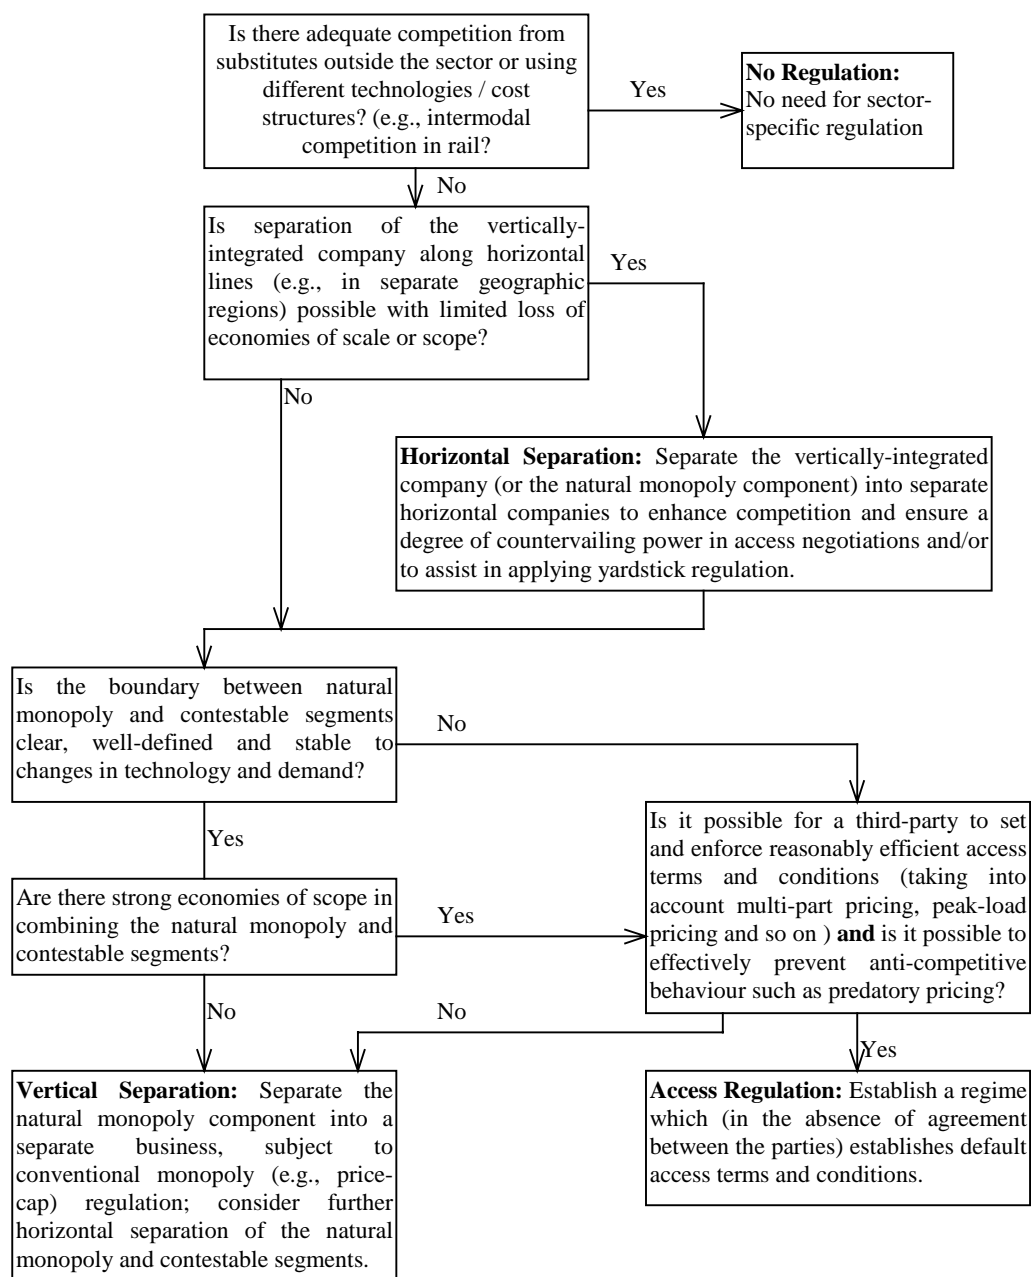 Is there adequate competition from
substitutes outside the sector or using
different technologies / cost
structures? (e.g., intermodal
competition in rail?
Yes
No Regulation:
No need for sector-
specific regulation
No
Is separation of the vertically-
integrated company along horizontal
lines (e.g., in separate geographic
regions) possible with limited loss of
economies of scale or scope?
Yes
No
Horizontal Separation: Separate the vertically-integrated
company (or the natural monopoly component) into separate
horizontal companies to enhance competition and ensure a
degree of countervailing power in access negotiations and/or
to assist in applying yardstick regulation.
Is the boundary between natural
monopoly and contestable segments
clear, well-defined and stable to
changes in technology and demand?
No
Yes
Is it possible for a third-party to set
and enforce reasonably efficient access
terms and conditions (taking into
account multi-part pricing, peak-load
pricing and so on ) and is it possible to
effectively prevent anti-competitive
behaviour such as predatory pricing?
Are there strong economies of scope in
combining the natural monopoly and
contestable segments?
Yes
No
No
Yes
Vertical Separation: Separate the
natural monopoly component into a
separate business, subject to
conventional monopoly (e.g., price-
cap) regulation; consider further
horizontal separation of the natural
monopoly and contestable segments.
Access Regulation: Establish a regime
which (in the absence of agreement
between the parties) establishes default
access terms and conditions.